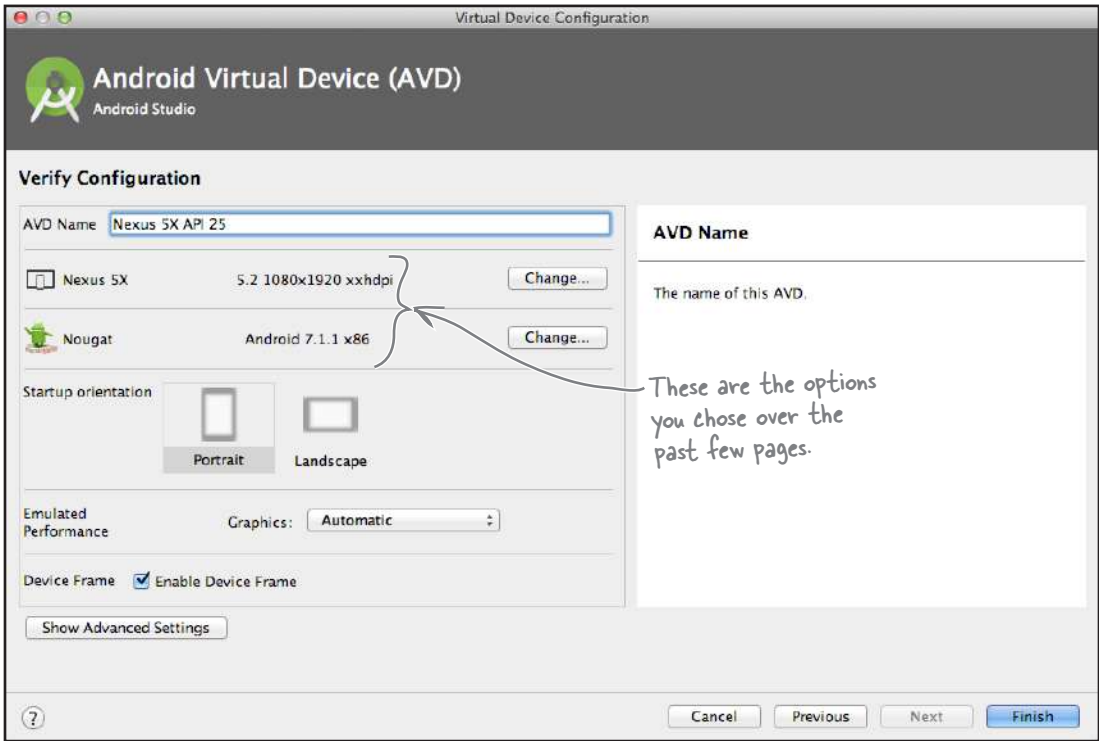 Virtual Device Configuration
Android Virtual Device (AVD)
Android Studio
Verify Configuration
AVD Name Nexus 5X API 25
Nexus 5X 5.2 1080x1920 xxhdpi Change...
Nougat Android 7.1.1 x86 Change...
Startup orientation
Portrait Landscape
Emulated
Performance
Graphics: Automatic
Device Frame Enable Device Frame
Show Advanced Settings
AVD Name
The name of this AVD.
These are the options
you chose over the
past few pages.
? Cancel Previous Next Finish